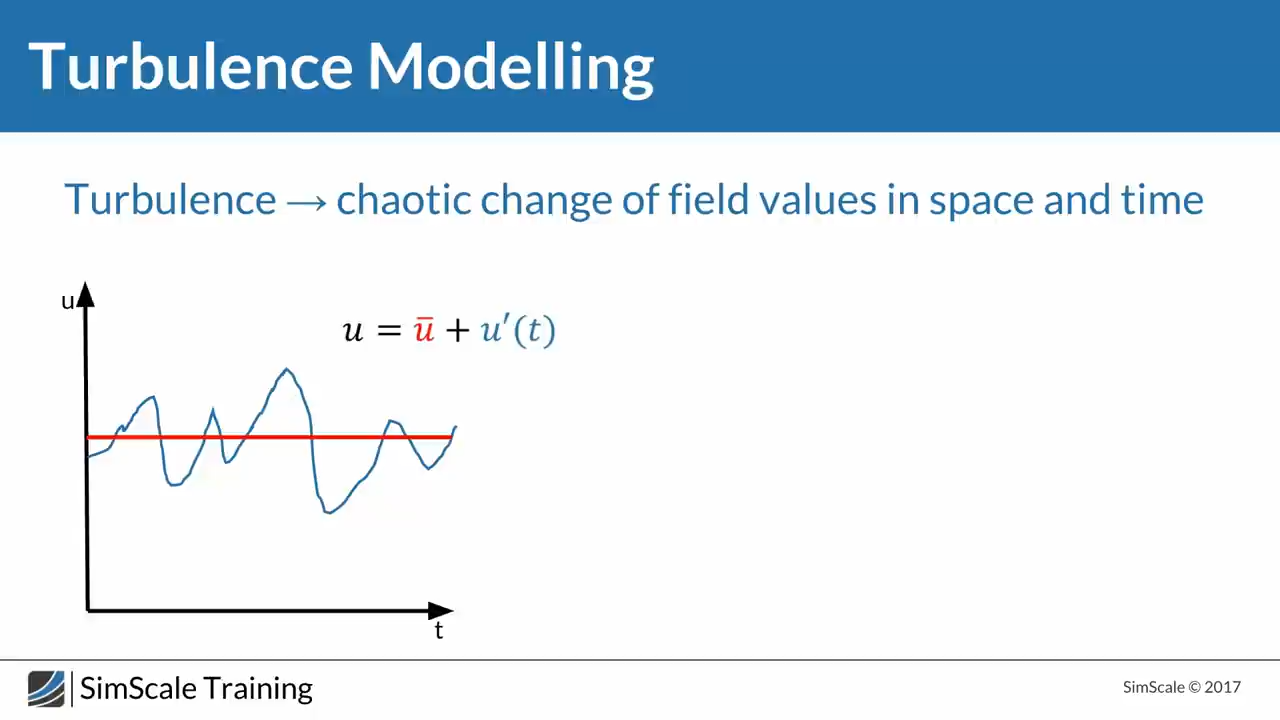 Turbulence Modelling
Turbulence → chaotic change of field values in space and time
u
u = ū + u′(t)
t
SimScale Training
SimScale © 2017